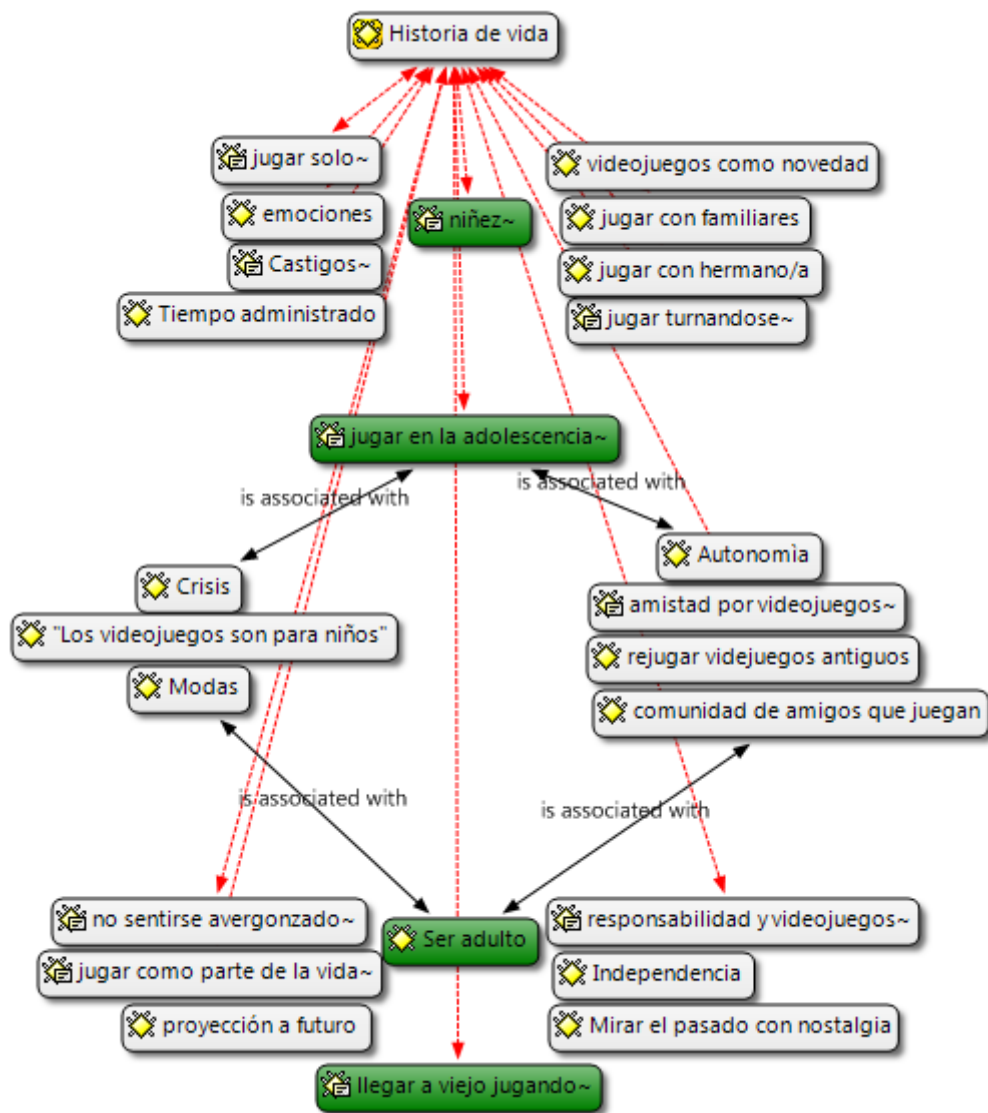 Historia de vida
jugar solo~
videojuegos como novedad
emociones
niñez~
jugar con familiares
Castigos~
jugar con hermano/a
Tiempo administrado
jugar turnandose~
jugar en la adolescencia~
is associated with
is associated with
Autonomìa
Crisis
amistad por videojuegos~
"Los videojuegos son para niños"
rejugar videjuegos antiguos
Modas
comunidad de amigos que juegan
is associated with
is associated with
no sentirse avergonzado~
responsabilidad y videojuegos~
Ser adulto
jugar como parte de la vida~
Independencia
proyección a futuro
Mirar el pasado con nostalgia
llegar a viejo jugando~